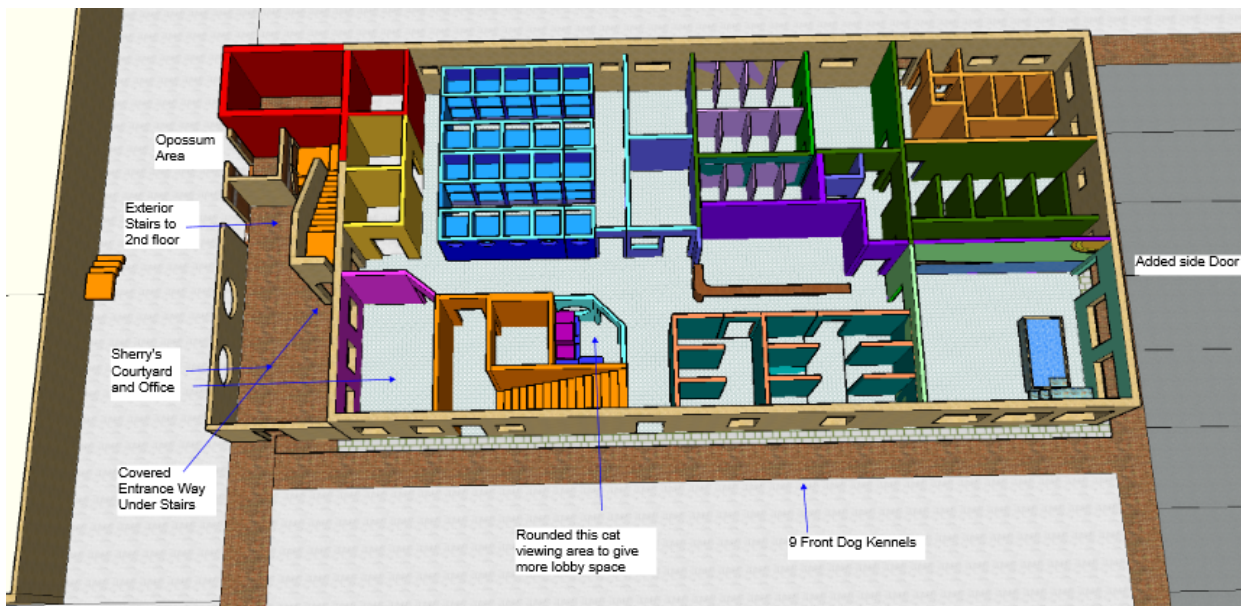 Opossum
Area
Exterior
Stairs to
2nd floor
Added side Door
Sherry's
Courtyard
and Office
Covered
Entrance Way
Under Stairs
Rounded this cat
viewing area to give
more lobby space
9 Front Dog Kennels